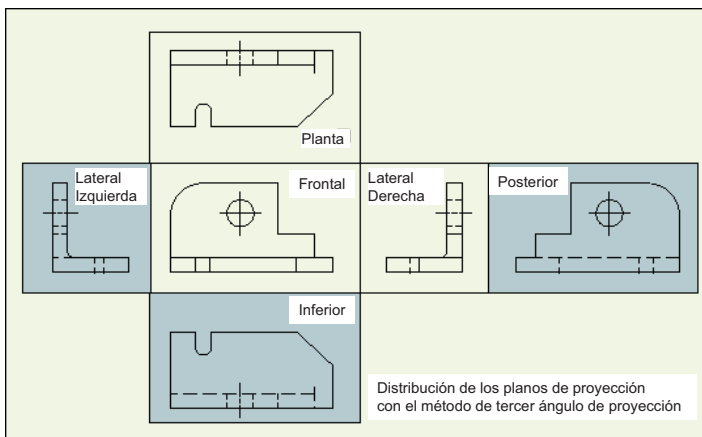 Planta
Lateral
Izquierda
Frontal
Lateral
Derecha
Posterior
Inferior
Distribución de los planos de proyección
con el método de tercer ángulo de proyección